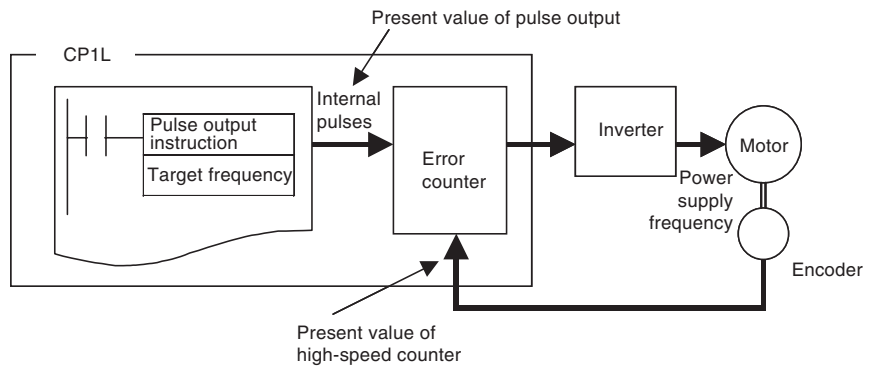 Present value of pulse output
CP1L
Internal
pulses
Pulse output
instruction
Target frequency
Error
counter
Inverter
Motor
Power
supply
frequency
Encoder
Present value of
high-speed counter